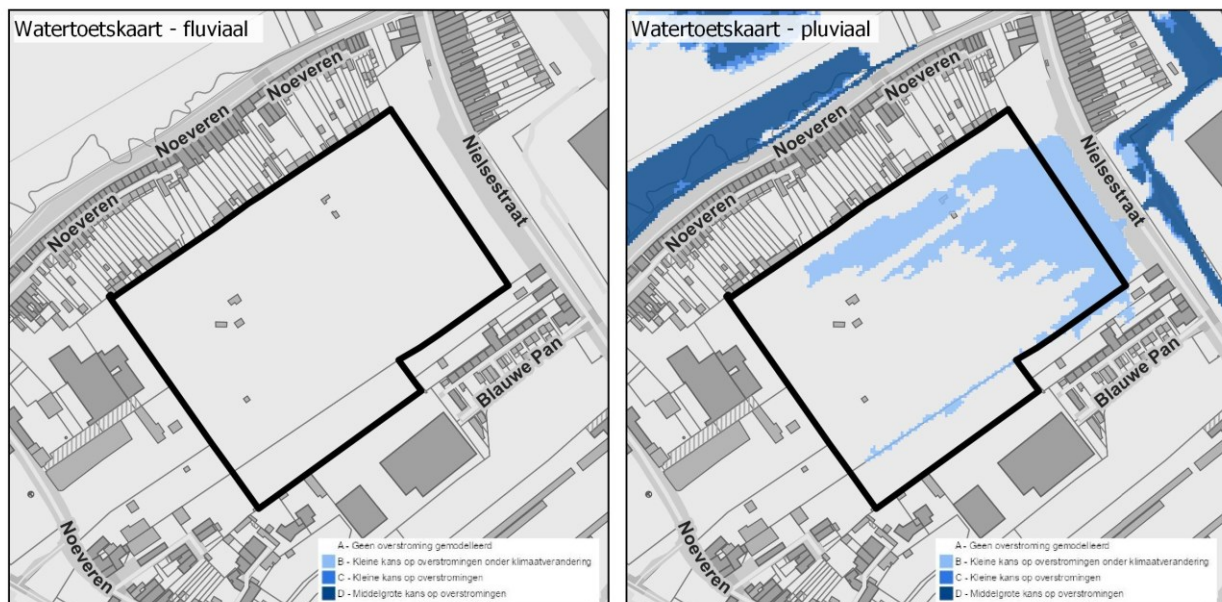 Watertoetskaart - fluviaal
Noeveren
Noeveren
Noeveren
Nielsestraat
Blauwe Pan
Noeveren
A - Geen overstroming gemodelleerd
B - Kleine kans op overstromingen onder klimaatverandering
C - Kleine kans op overstromingen
D - Middelgrote kans op overstromingen
Watertoetskaart - pluviaal
Noeveren
Noeveren
Noeveren
Nielsestraat
Blauwe Pan
Noeveren
A - Geen overstroming gemodelleerd
B - Kleine kans op overstromingen onder klimaatverandering
C - Kleine kans op overstromingen
D - Middelgrote kans op overstromingen